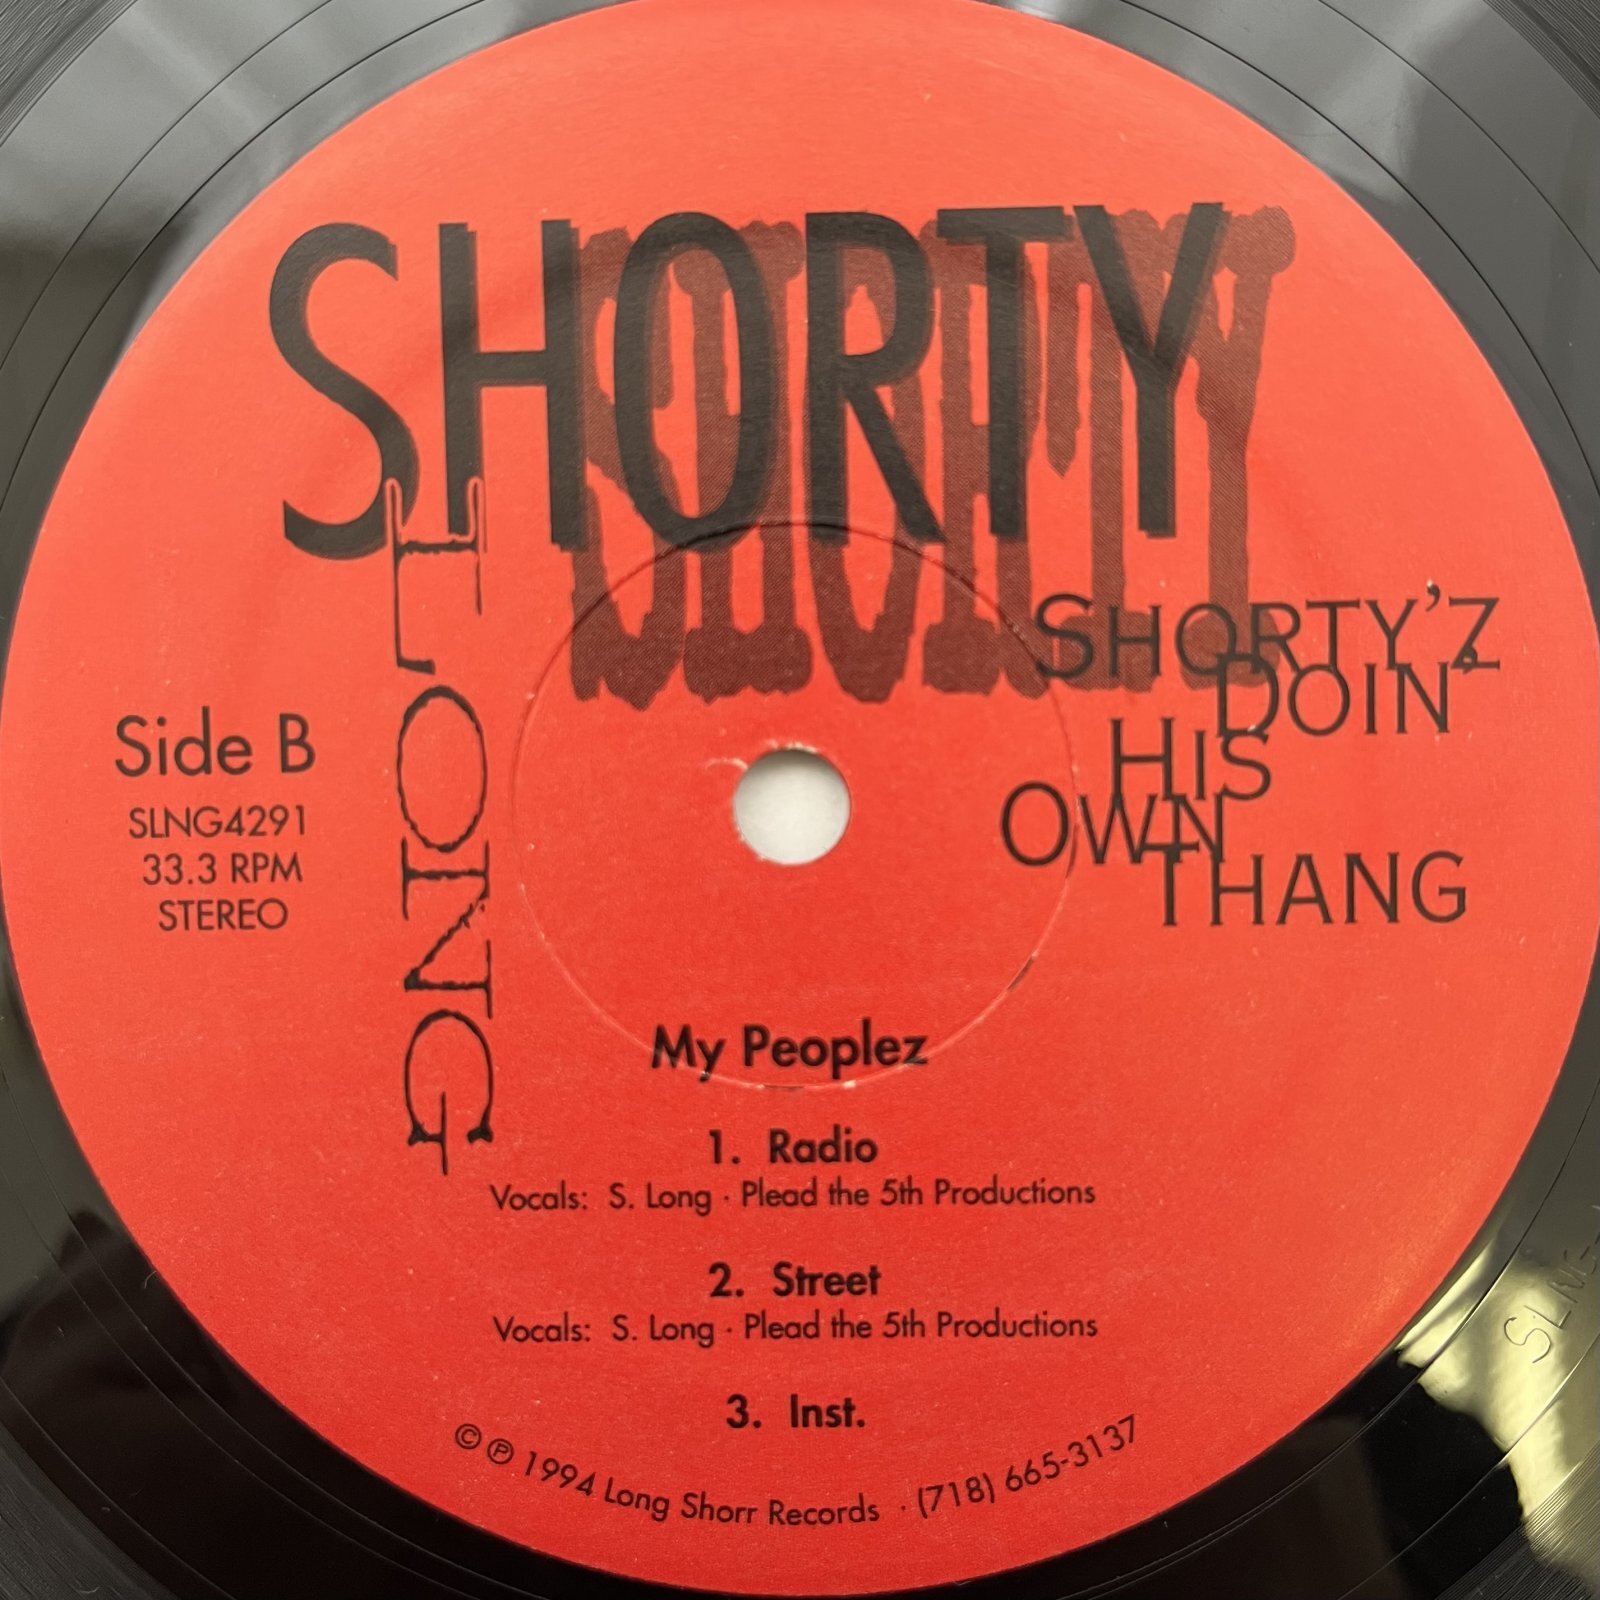 SHORTY
SHORTY
LONG
SHORTY'Z
DOIN'
HIS
OWN
THANG
Side B
SLNG4291
33.3 RPM
STEREO
My Peoplez
1. Radio
Vocals: S. Long · Plead the 5th Productions
2. Street
Vocals: S. Long · Plead the 5th Productions
3. Inst.
© ℗ 1994 Long Shorr Records · (718) 665-3137